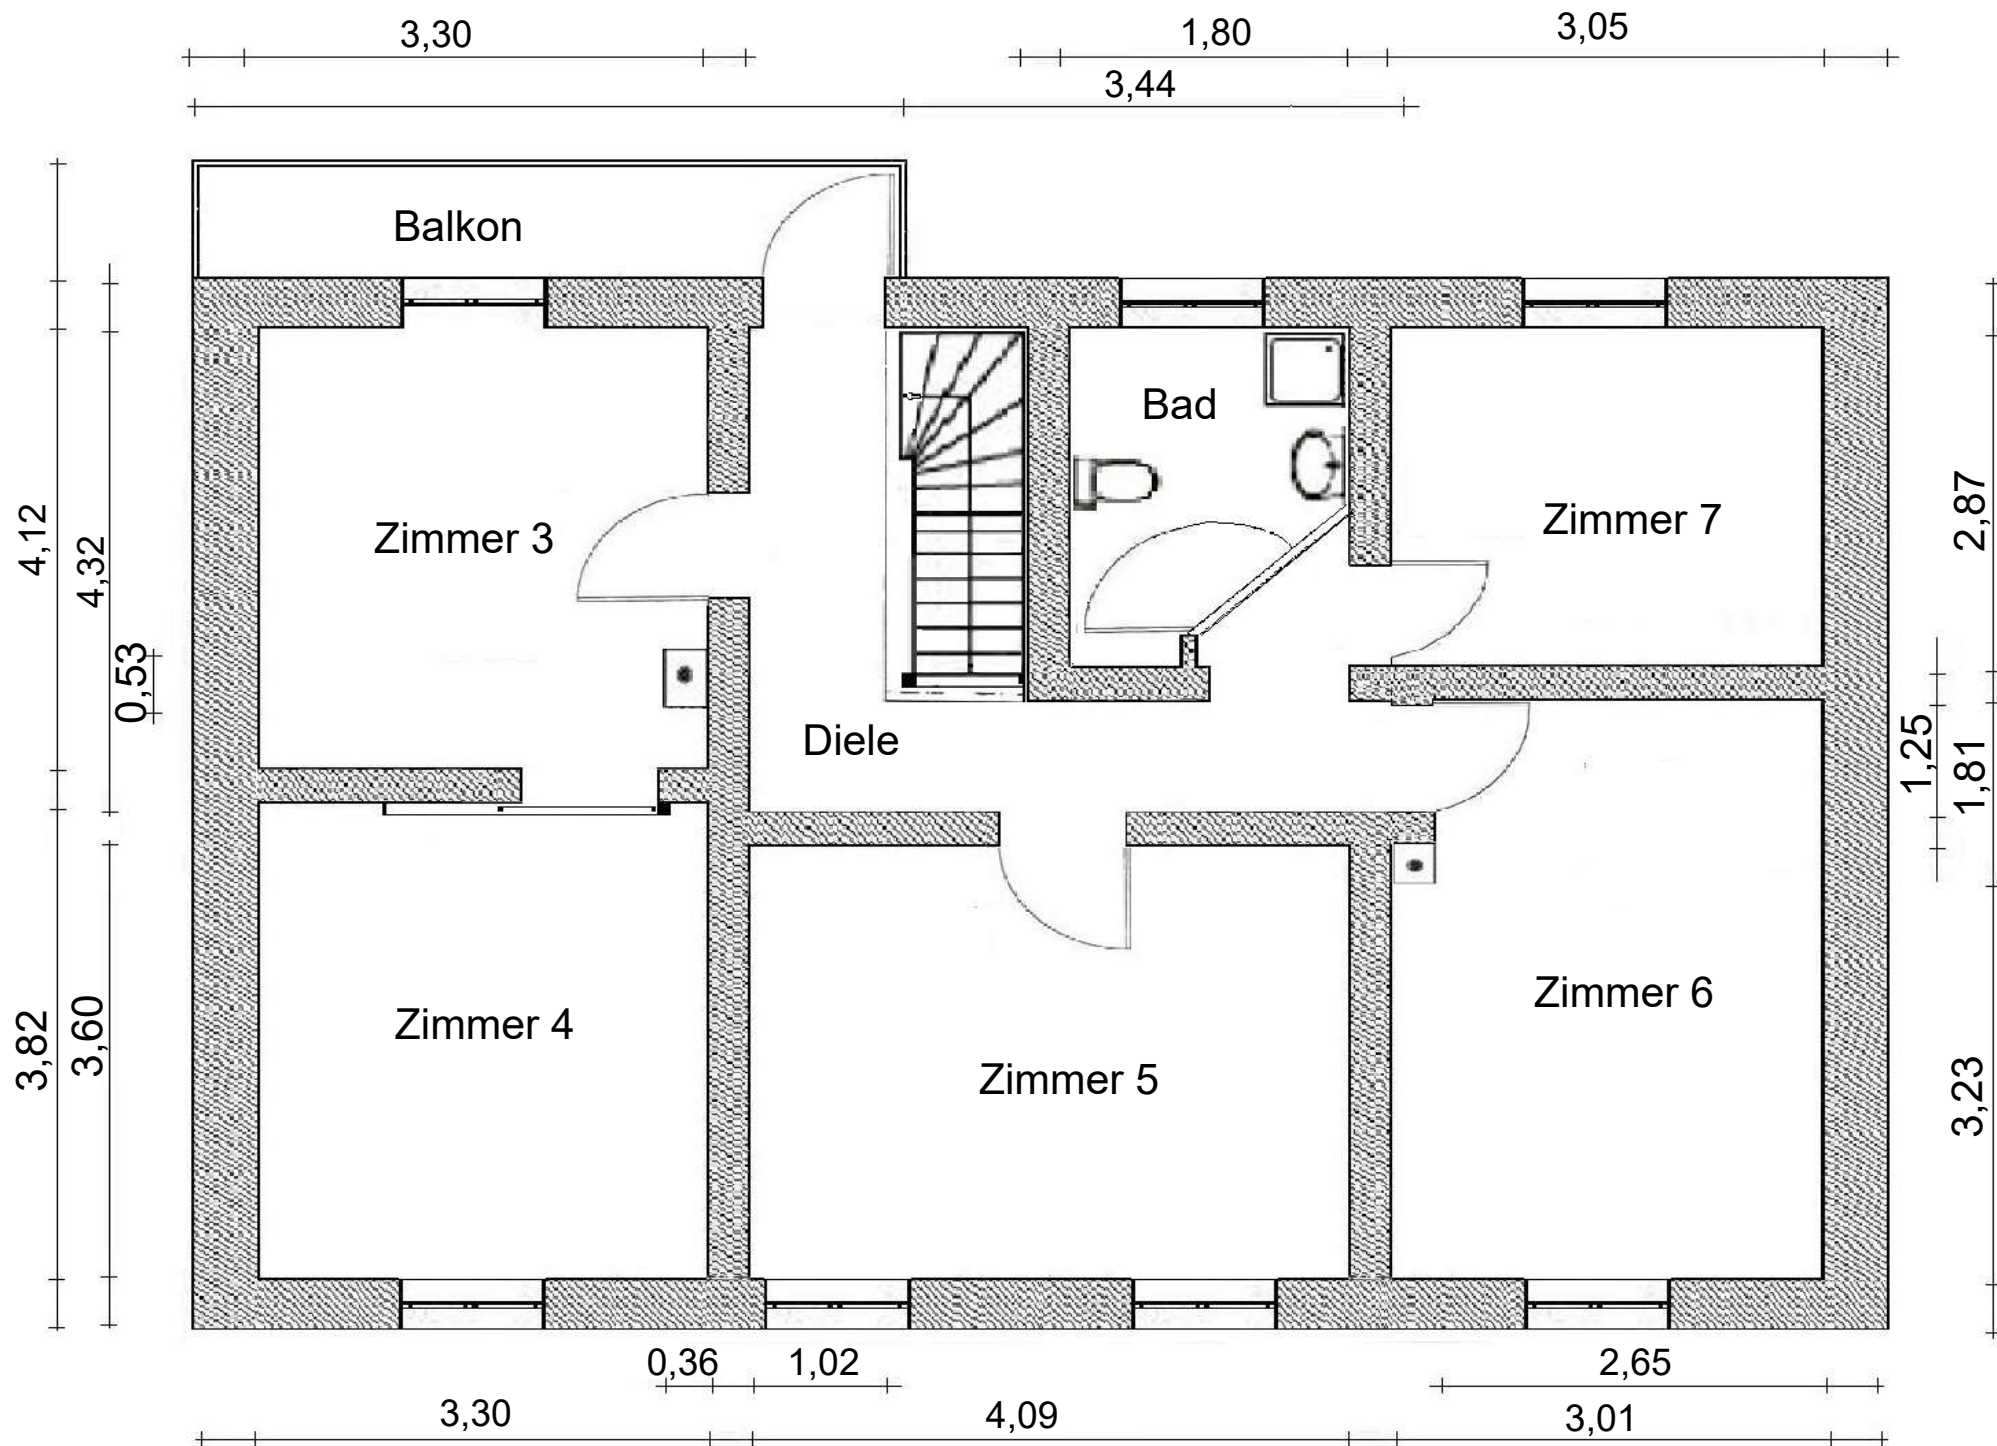 3,30
1,80
3,05
3,44
Balkon
Bad
Zimmer 3
Zimmer 7
4,12
4,32
2,87
0,53
Diele
1,25
1,81
Zimmer 4
Zimmer 5
Zimmer 6
3,82
3,60
3,23
0,36
1,02
2,65
3,30
4,09
3,01